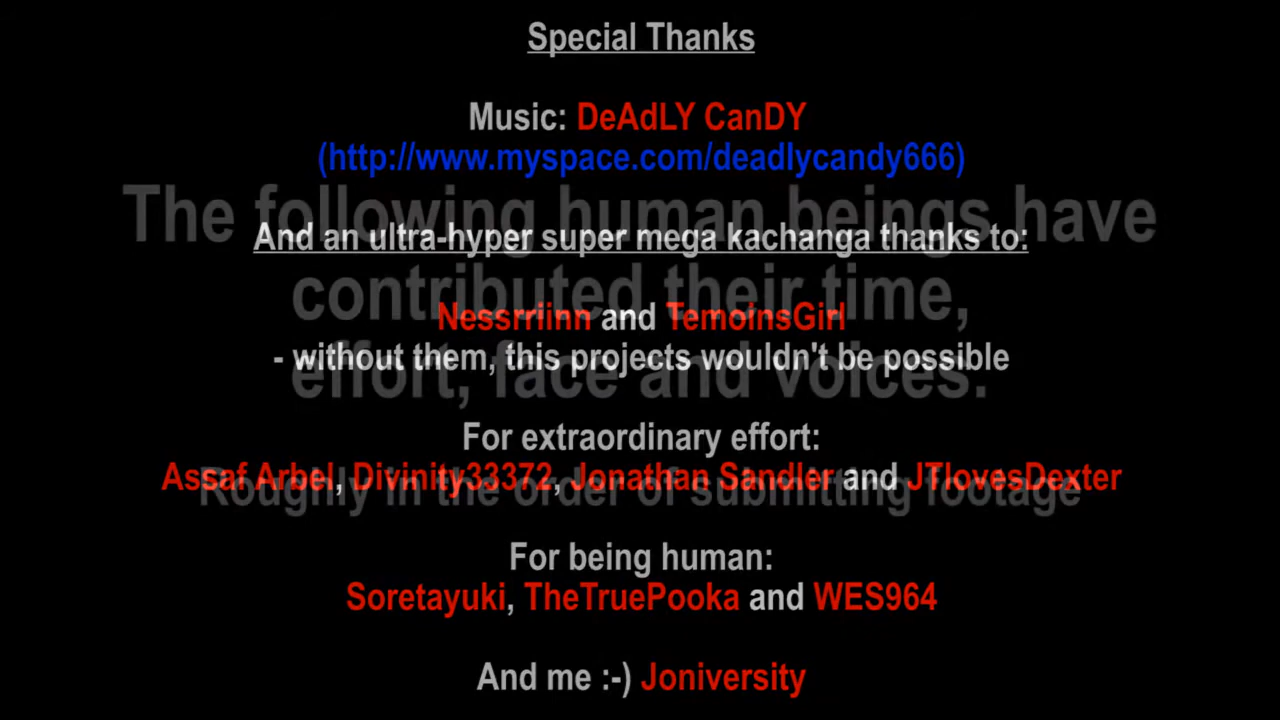 Special Thanks
Music: DeAdLY CanDY
(http://www.myspace.com/deadlycandy666)
And an ultra-hyper super mega kachanga thanks to:
Nessrriinn and TemoinsGirl
- without them, this projects wouldn't be possible
For extraordinary effort:
Assaf Arbel, Divinity33372, Jonathan Sandler and JTlovesDexter
For being human:
Soretayuki, TheTruePooka and WES964
And me :-) Joniversity
The following human beings have
contributed their time,
effort, face and voices.
Roughly in the order of submitting footage